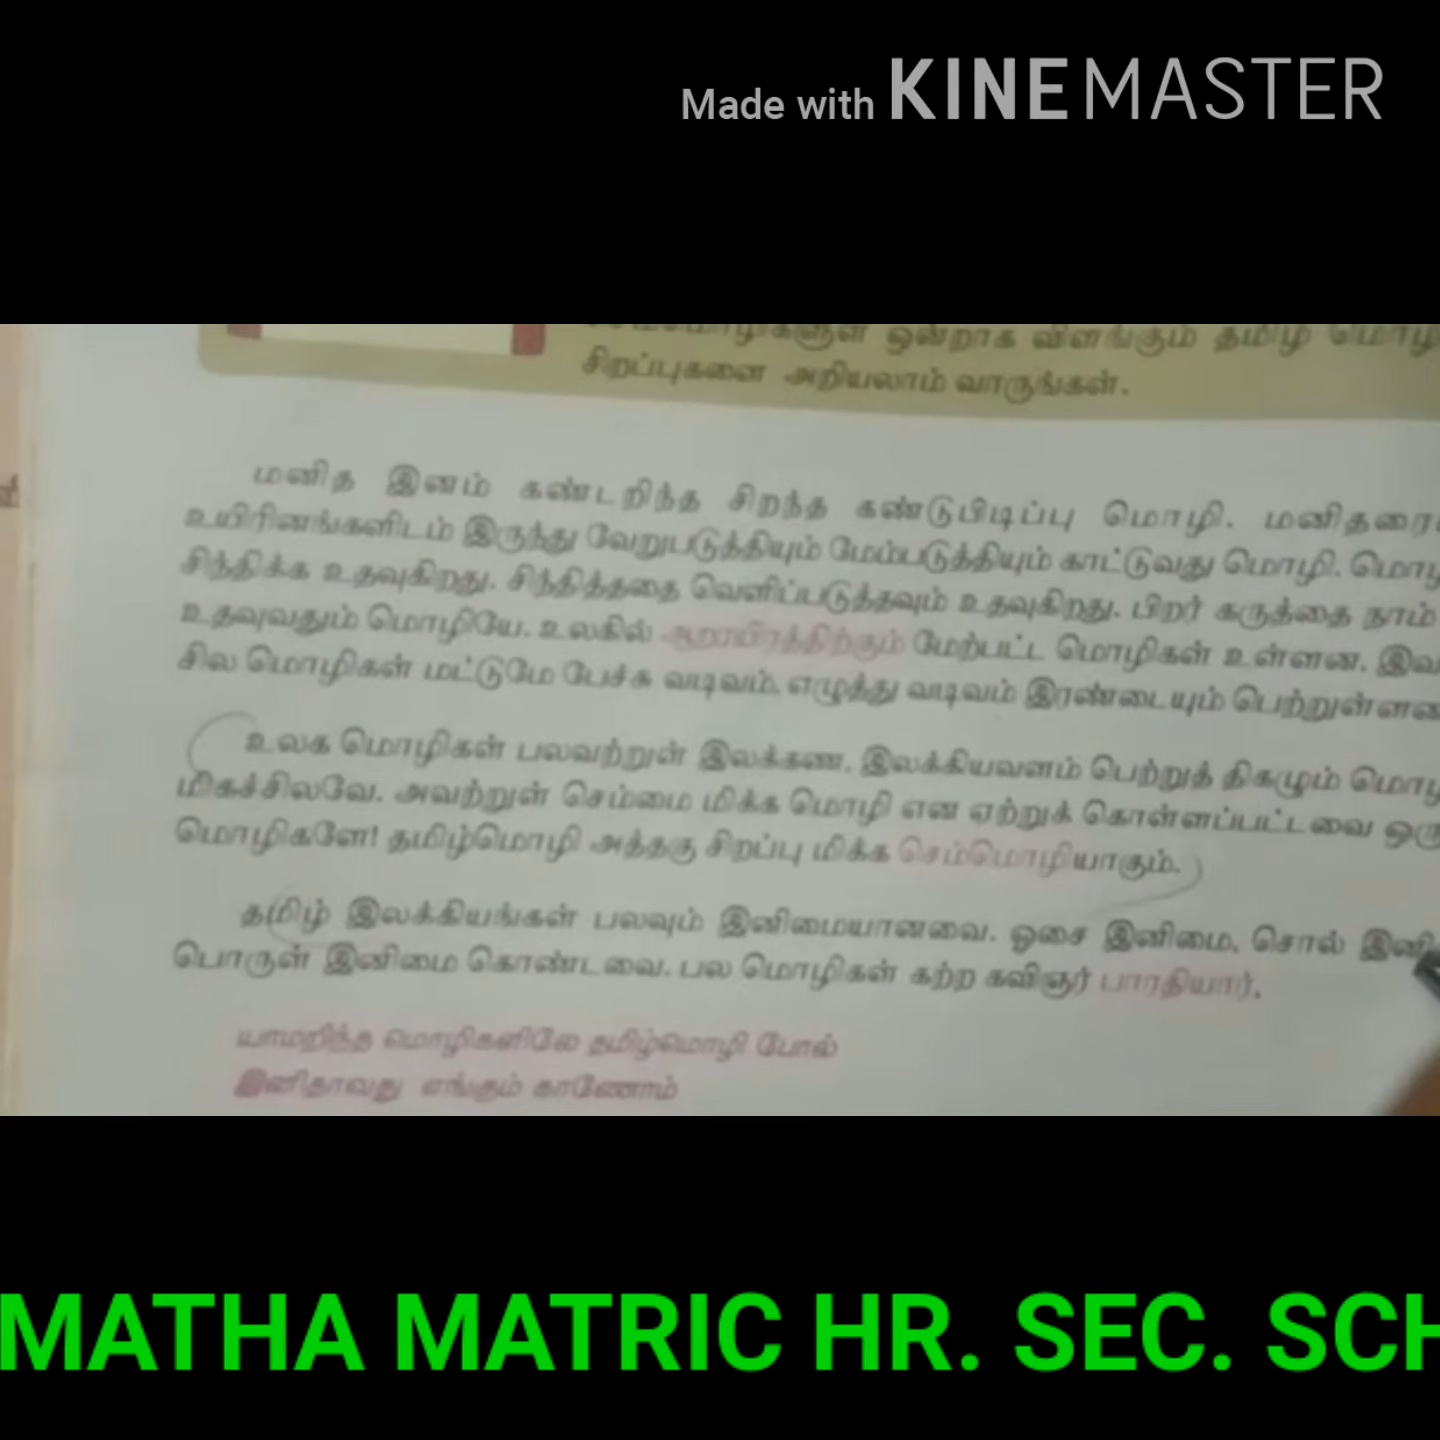 Made with KINEMASTER
செம்மொழிகளுள் ஒன்றாக விளங்கும் தமிழ்
சிறப்புகளை அறியலாம் வாருங்கள்.
மனித இனம் கண்டறிந்த சிறந்த கண்டுபிடிப்பு மொழி. மனிதரை
உயிரினங்களிடம் இருந்து வேறுபடுத்தியும் மேம்படுத்தியும் காட்டுவது மொழி.
சிந்திக்க உதவுகிறது. சிந்தித்ததை வெளிப்படுத்தவும் உதவுகிறது. பிறர் கருத்தை நாம்
உதவுவதும் மொழியே. உலகில் ஆறாயிரத்திற்கும் மேற்பட்ட மொழிகள் உள்ளன.
சில மொழிகள் மட்டுமே பேச்சு வடிவம், எழுத்து வடிவம் இரண்டையும்
உலக மொழிகள் பலவற்றுள் இலக்கண, இலக்கியவளம் பெற்றுத் திகழும்
மிகச்சிலவே. அவற்றுள் செம்மை மிக்க மொழி என ஏற்றுக் கொள்ளப்பட்டவை
மொழிகளே! தமிழ்மொழி அத்தகு சிறப்பு மிக்க செம்மொழியாகும்.
தமிழ் இலக்கியங்கள் பலவும் இனிமையானவை. ஓசை இனிமை, சொல்
பொருள் இனிமை கொண்டவை. பல மொழிகள் கற்ற கவிஞர் பாரதியார்,
யாமறிந்த மொழிகளிலே தமிழ்மொழி போல்
இனிதாவது எங்கும் காணோம்
MATHA MATRIC HR. SEC. SCH